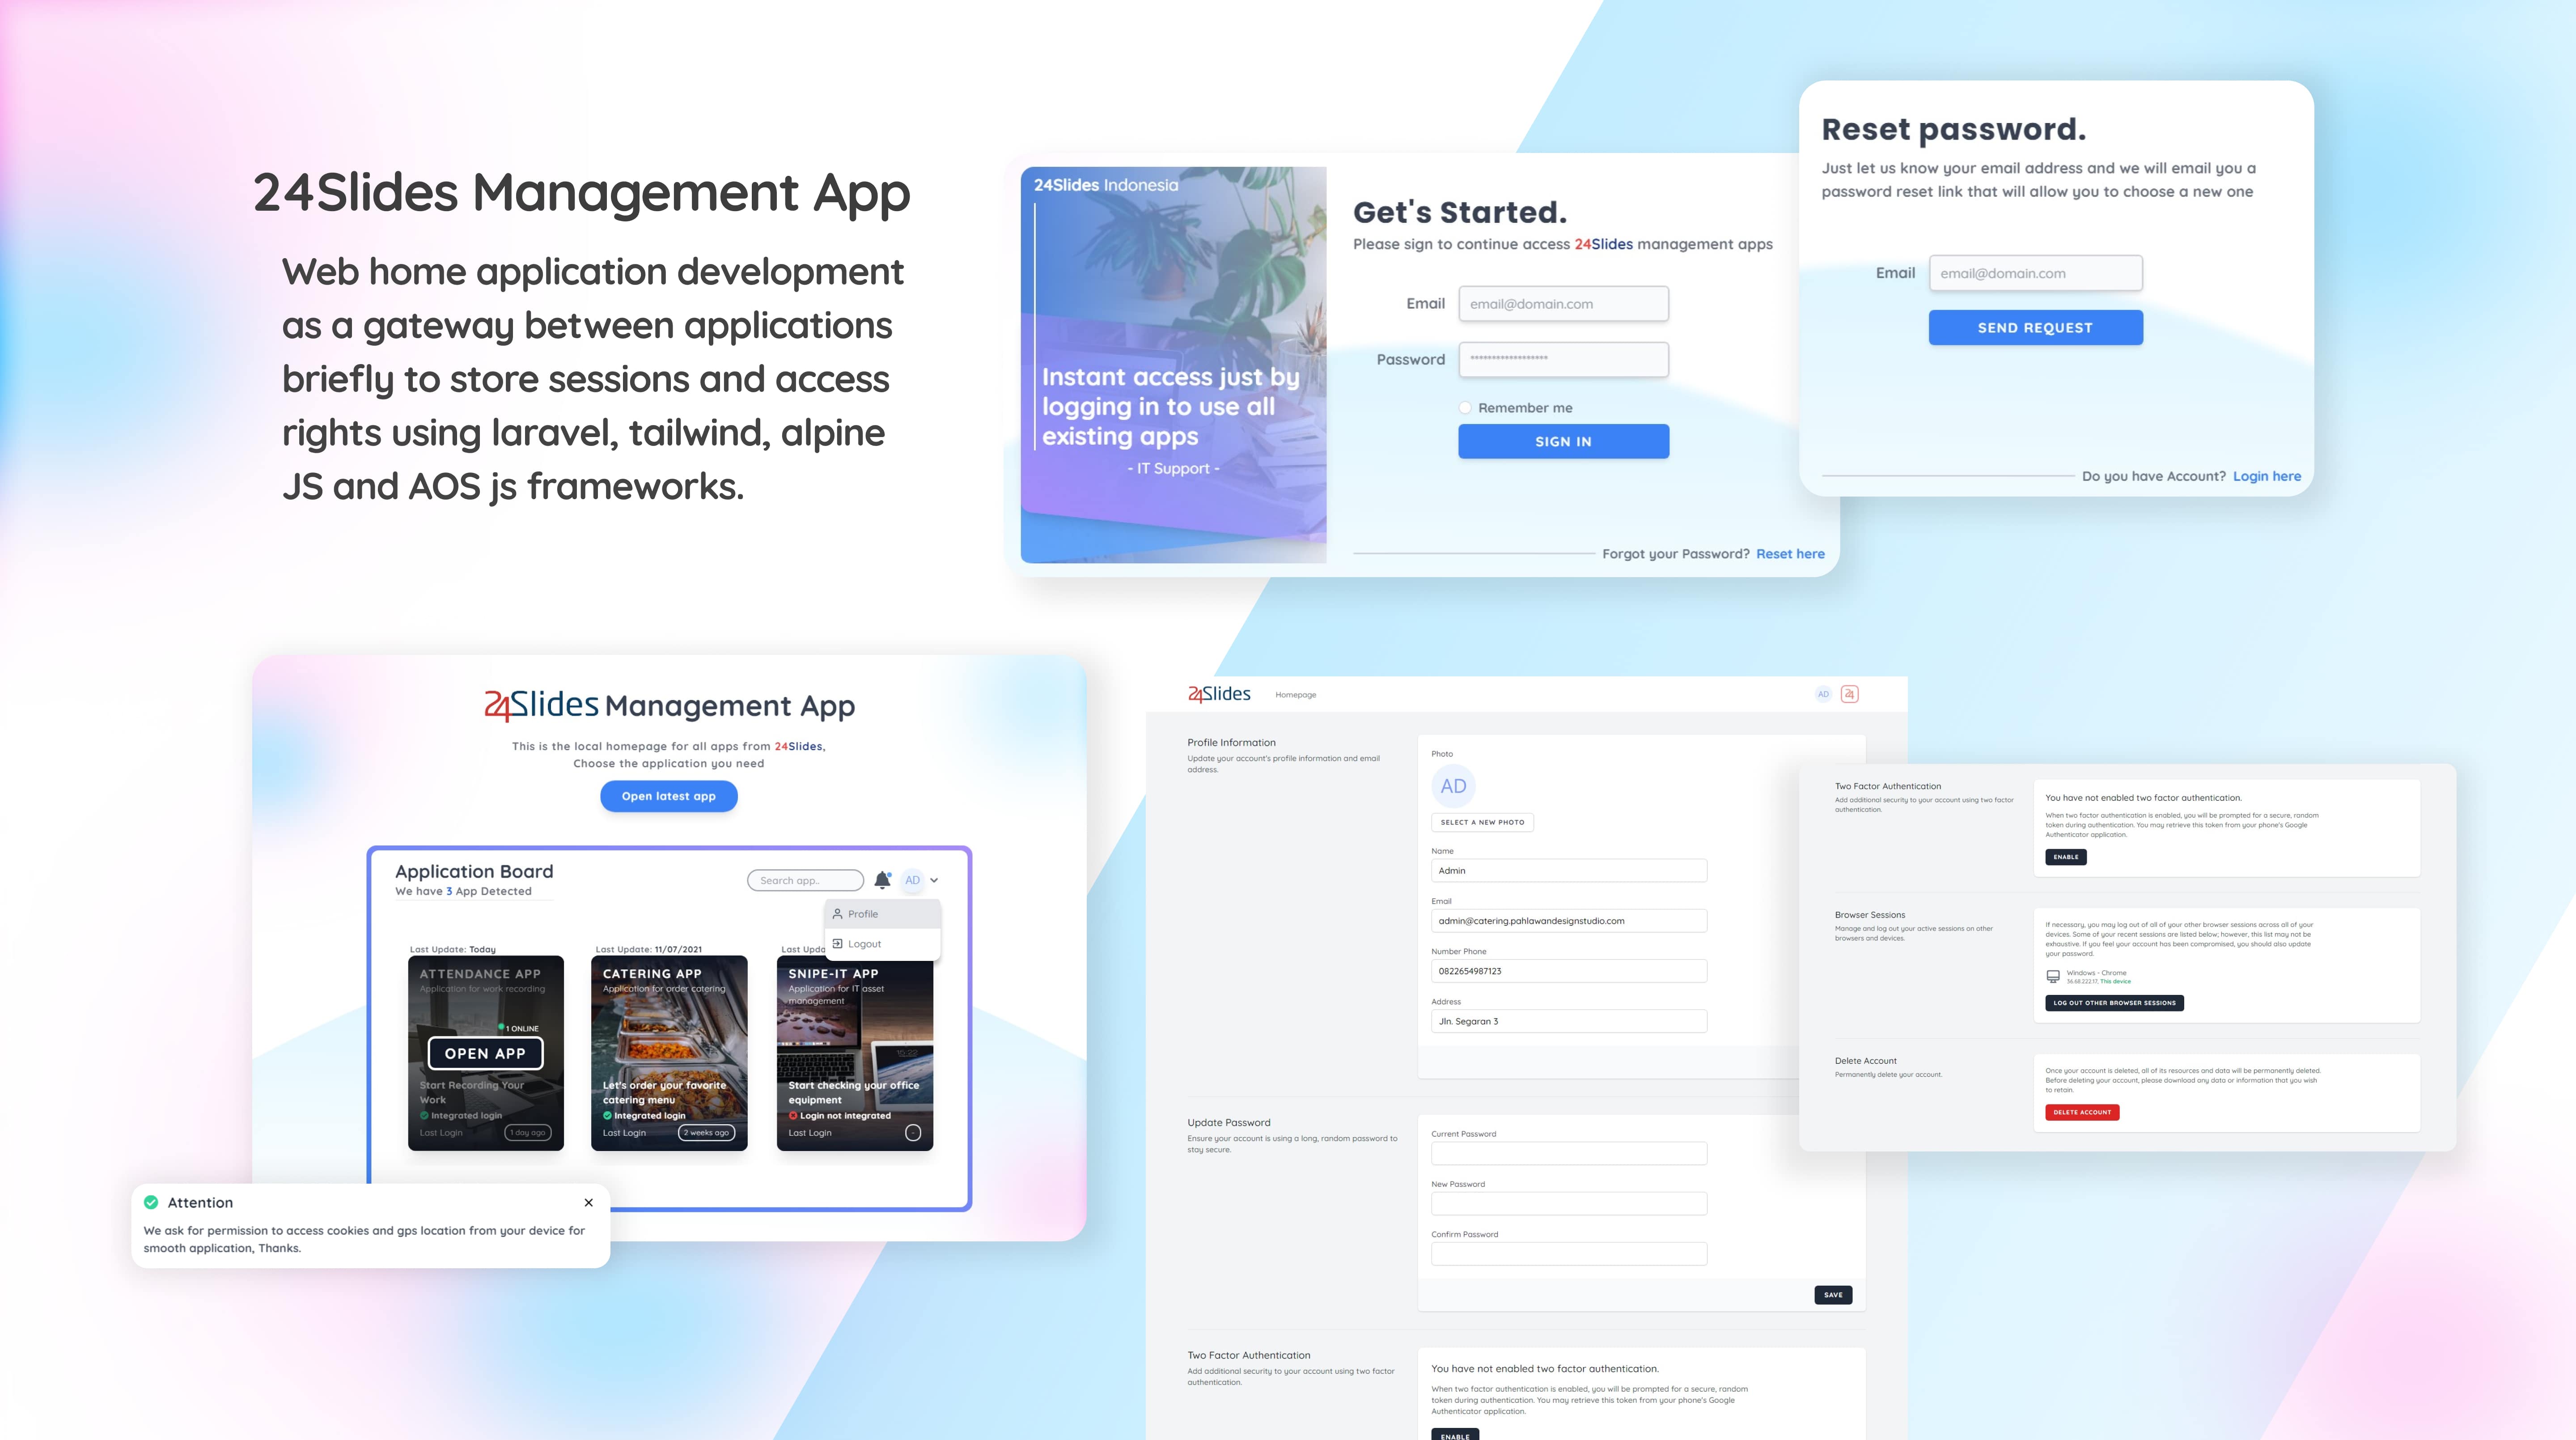 24Slides Management App
Web home application development
as a gateway between applications
briefly to store sessions and access
rights using laravel, tailwind, alpine
JS and AOS js frameworks.
24Slides Indonesia
Instant access just by
logging in to use all
existing apps
- IT Support -
Get's Started.
Please sign to continue access 24Slides management apps
Email
email@domain.com
Password
******************
Remember me
SIGN IN
Forgot your Password? Reset here
Reset password.
Just let us know your email address and we will email you a
password reset link that will allow you to choose a new one
Email
email@domain.com
SEND REQUEST
Do you have Account? Login here
24Slides Management App
This is the local homepage for all apps from 24Slides,
Choose the application you need
Open latest app
Application Board
We have 3 App Detected
Search app..
AD
Profile
Logout
Last Update: Today
ATTENDANCE APP
Application for work recording
1 ONLINE
OPEN APP
Start Recording Your
Work
Integrated login
Last Login
1 day ago
Last Update: 11/07/2021
CATERING APP
Application for order catering
Let's order your favorite
catering menu
Integrated login
Last Login
2 weeks ago
Last Upda
SNIPE-IT APP
Application for IT asset
management
15:22
Start checking your office
equipment
Login not integrated
Last Login
-
Attention
We ask for permission to access cookies and gps location from your device for
smooth application, Thanks.
24Slides
Homepage
AD
24
Profile Information
Update your account's profile information and email
address.
Photo
AD
SELECT A NEW PHOTO
Name
Admin
Email
admin@catering.pahlawandesignstudio.com
Number Phone
0822654987123
Address
Jln. Segaran 3
Update Password
Ensure your account is using a long, random password to
stay secure.
Current Password
New Password
Confirm Password
SAVE
Two Factor Authentication
Add additional security to your account using two factor
authentication.
You have not enabled two factor authentication.
When two factor authentication is enabled, you will be prompted for a secure, random
token during authentication. You may retrieve this token from your phone's Google
Authenticator application.
ENABLE
Two Factor Authentication
Add additional security to your account using two factor
authentication.
You have not enabled two factor authentication.
When two factor authentication is enabled, you will be prompted for a secure, random
token during authentication. You may retrieve this token from your phone's Google
Authenticator application.
ENABLE
Browser Sessions
Manage and log out your active sessions on other
browsers and devices.
If necessary, you may log out of all of your other browser sessions across all of your
devices. Some of your recent sessions are listed below; however, this list may not be
exhaustive. If you feel your account has been compromised, you should also update
your password.
Windows - Chrome
36.68.222.17, This device
LOG OUT OTHER BROWSER SESSIONS
Delete Account
Permanently delete your account.
Once your account is deleted, all of its resources and data will be permanently deleted.
Before deleting your account, please download any data or information that you wish
to retain.
DELETE ACCOUNT